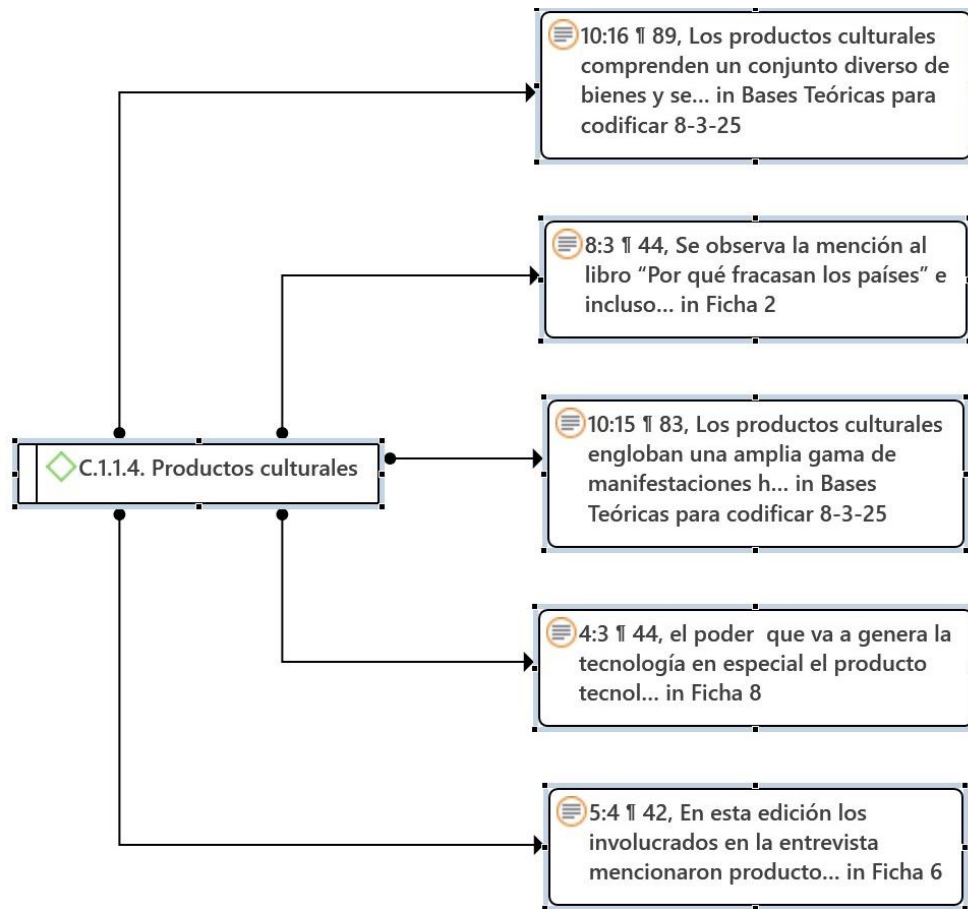 10:16 ¶ 89, Los productos culturales
comprenden un conjunto diverso de
bienes y se... in Bases Teóricas para
codificar 8-3-25
8:3 ¶ 44, Se observa la mención al
libro “Por qué fracasan los países” e
incluso... in Ficha 2
C.1.1.4. Productos culturales
10:15 ¶ 83, Los productos culturales
engloban una amplia gama de
manifestaciones h... in Bases
Teóricas para codificar 8-3-25
4:3 ¶ 44, el poder  que va a genera la
tecnología en especial el producto
tecnol... in Ficha 8
5:4 ¶ 42, En esta edición los
involucrados en la entrevista
mencionaron producto... in Ficha 6